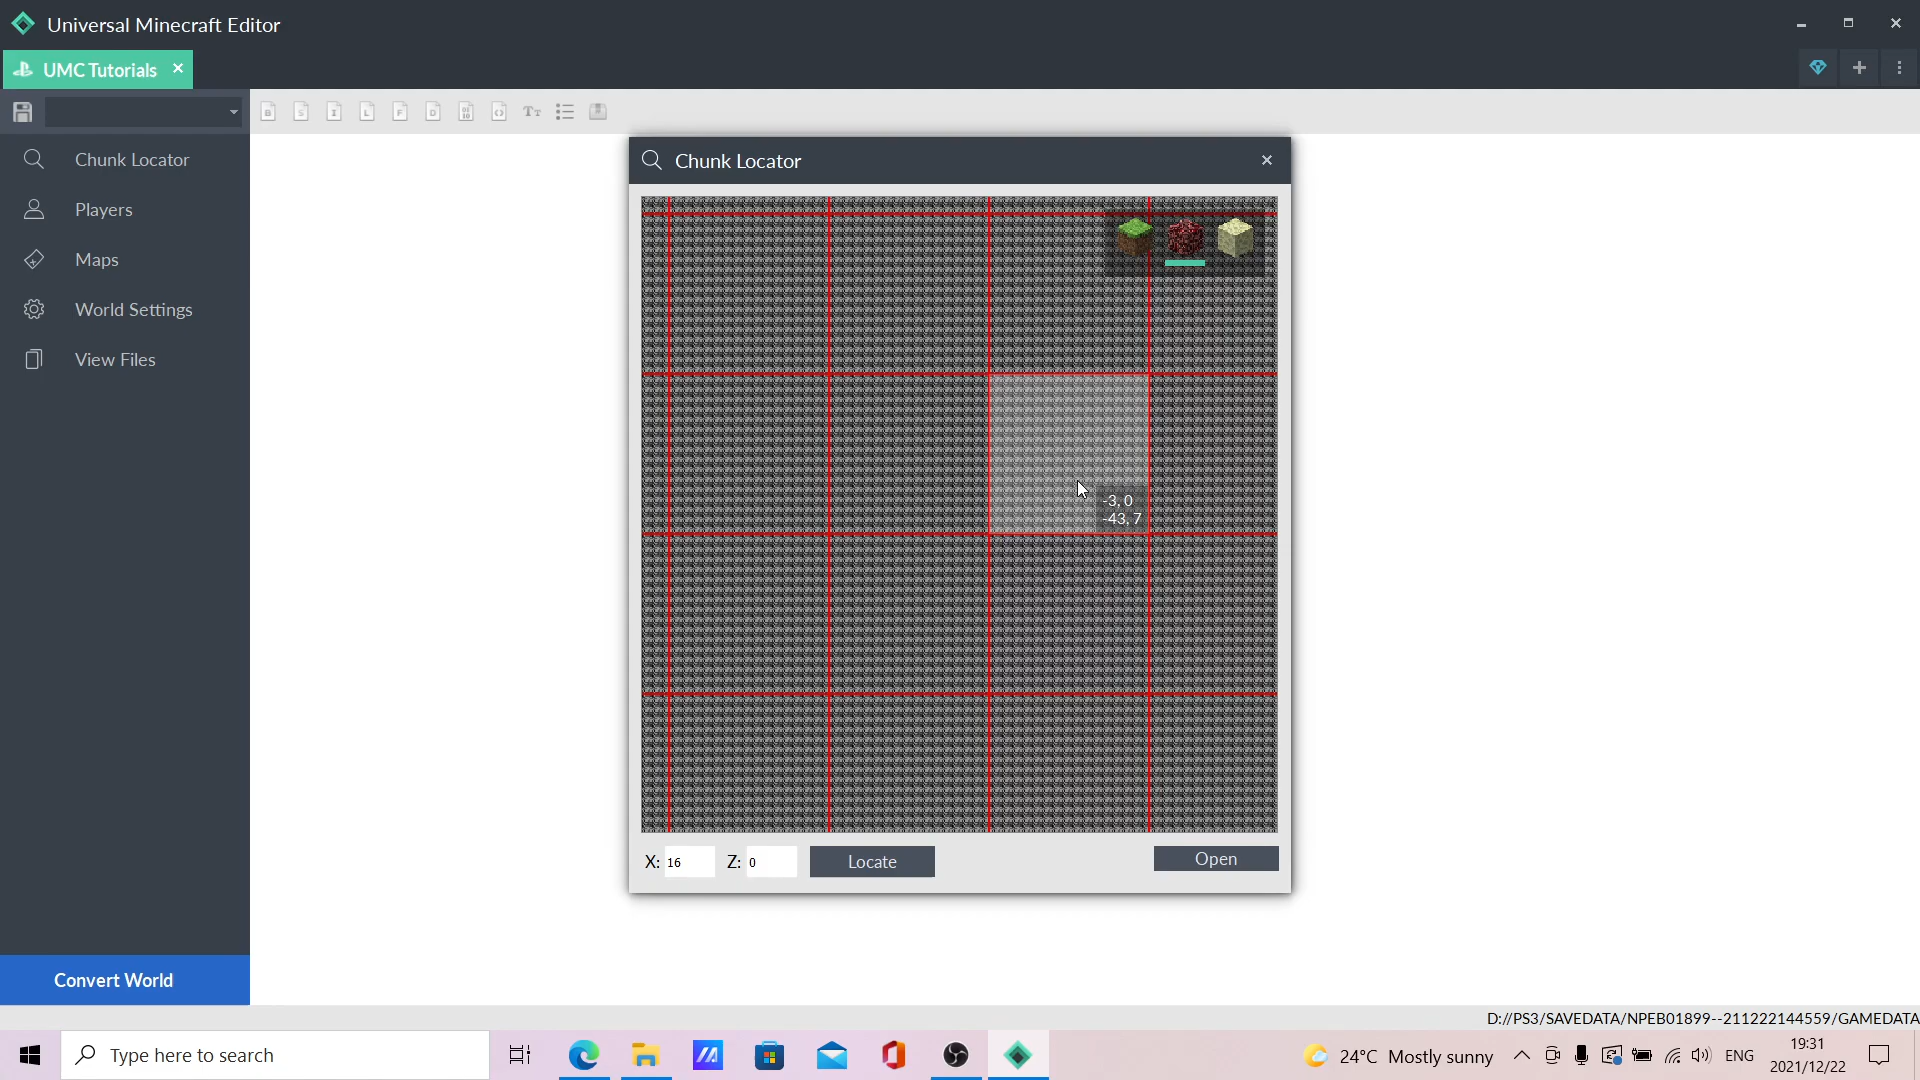 Universal Minecraft Editor
UMC Tutorials
Chunk Locator
Players
Maps
World Settings
View Files
Chunk Locator
-3, 0
-43, 7
X: 16 Z: 0 Locate Open
Convert World
D://PS3/SAVEDATA/NPEB01899--211222144559/GAMEDATA
Type here to search
24°C Mostly sunny
ENG
19:31
2021/12/22